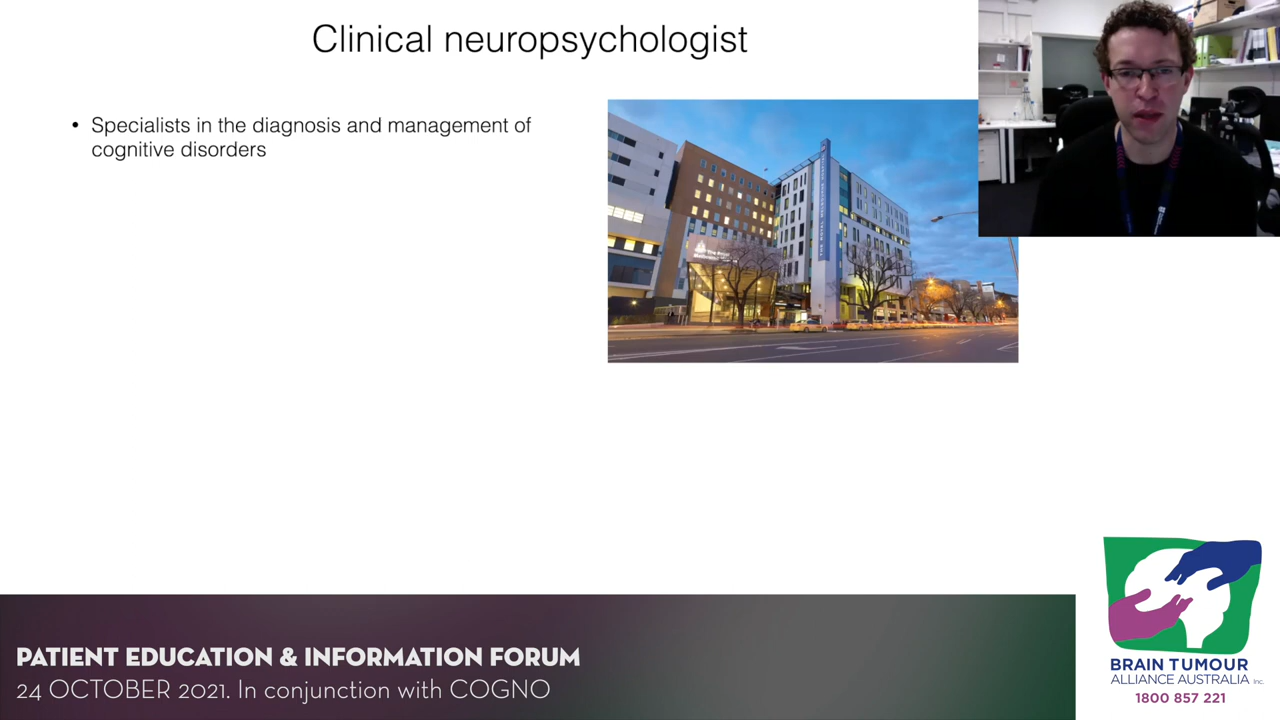 Clinical neuropsychologist
• Specialists in the diagnosis and management of
cognitive disorders
PATIENT EDUCATION & INFORMATION FORUM
24 OCTOBER 2021. In conjunction with COGNO
BRAIN TUMOUR
ALLIANCE AUSTRALIA Inc.
1800 857 221